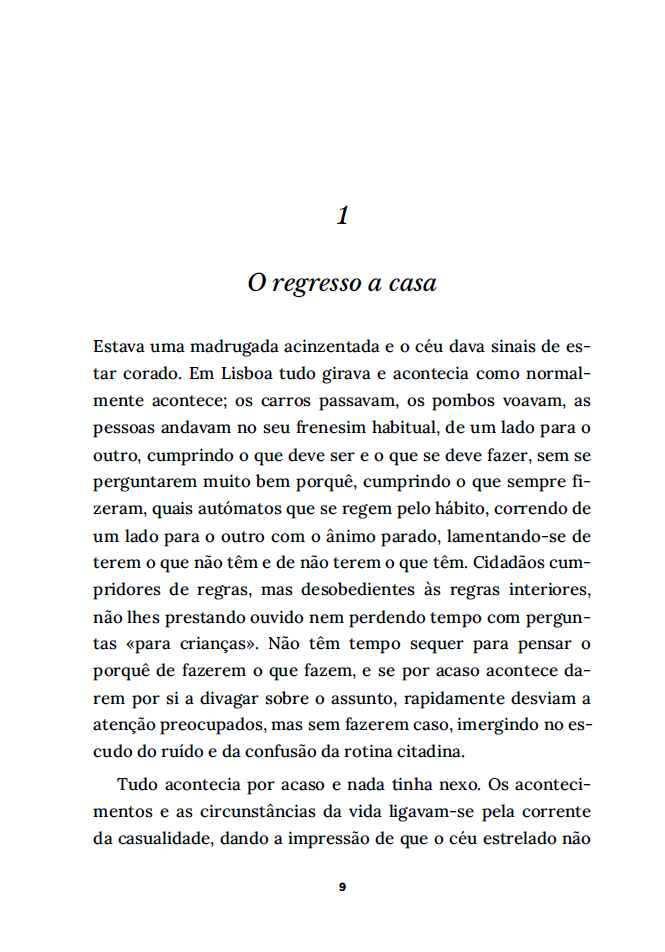 1
O regresso a casa
Estava uma madrugada acinzentada e o céu dava sinais de es-
tar corado. Em Lisboa tudo girava e acontecia como normal-
mente acontece; os carros passavam, os pombos voavam, as
pessoas andavam no seu frenesim habitual, de um lado para o
outro, cumprindo o que deve ser e o que se deve fazer, sem se
perguntarem muito bem porquê, cumprindo o que sempre fi-
zeram, quais autómatos que se regem pelo hábito, correndo de
um lado para o outro com o ânimo parado, lamentando-se de
terem o que não têm e de não terem o que têm. Cidadãos cum-
pridores de regras, mas desobedientes às regras interiores,
não lhes prestando ouvido nem perdendo tempo com pergun-
tas «para crianças». Não têm tempo sequer para pensar o
porquê de fazerem o que fazem, e se por acaso acontece da-
rem por si a divagar sobre o assunto, rapidamente desviam a
atenção preocupados, mas sem fazerem caso, imergindo no es-
cudo do ruído e da confusão da rotina citadina.
Tudo acontecia por acaso e nada tinha nexo. Os aconteci-
mentos e as circunstâncias da vida ligavam-se pela corrente
da casualidade, dando a impressão de que o céu estrelado não
9